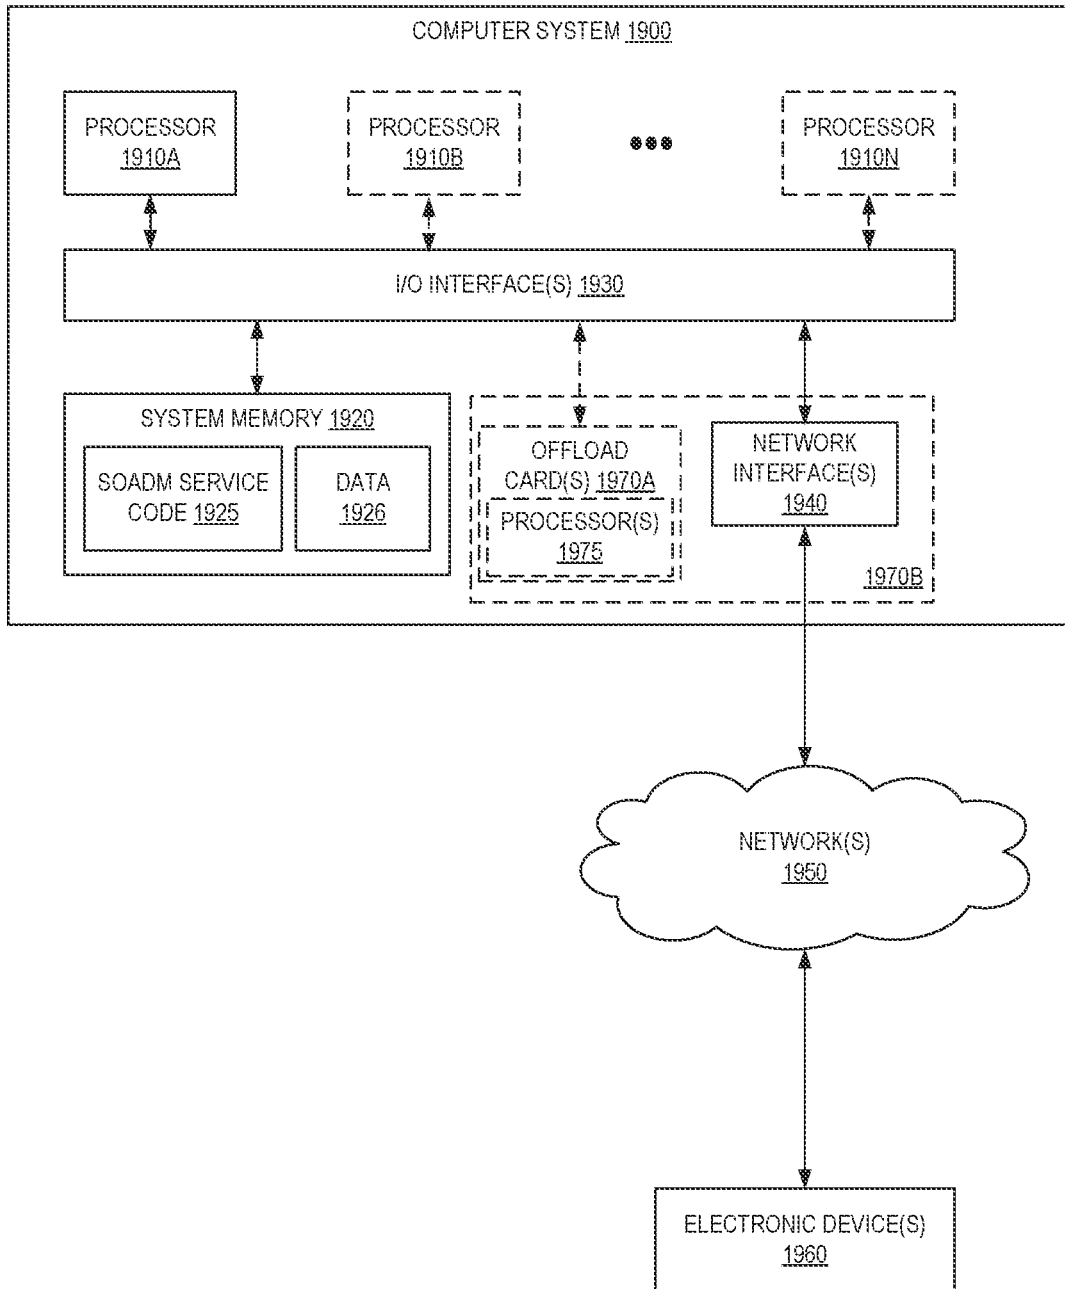 COMPUTER SYSTEM 1900
PROCESSOR
1910A
PROCESSOR
1910B
PROCESSOR
1910N
I/O INTERFACE(S) 1930
SYSTEM MEMORY 1920
SOADM SERVICE
CODE 1925
DATA
1926
OFFLOAD
CARD(S) 1970A
PROCESSOR(S)
1975
NETWORK
INTERFACE(S)
1940
1970B
NETWORK(S)
1950
ELECTRONIC DEVICE(S)
1960